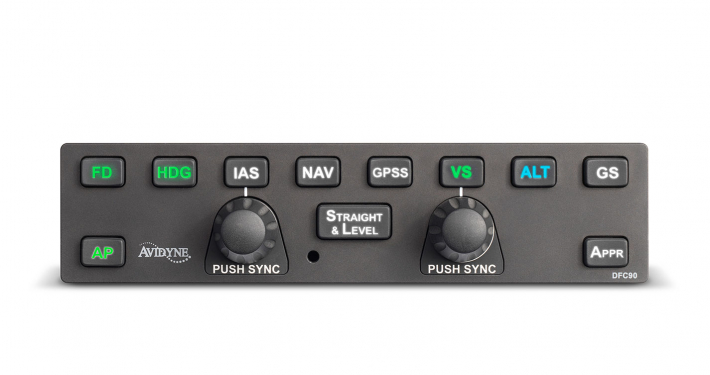 FD HDG IAS NAV GPSS VS ALT GS
STRAIGHT
& LEVEL
AP AVIDYNE APPR
PUSH SYNC PUSH SYNC
DFC90